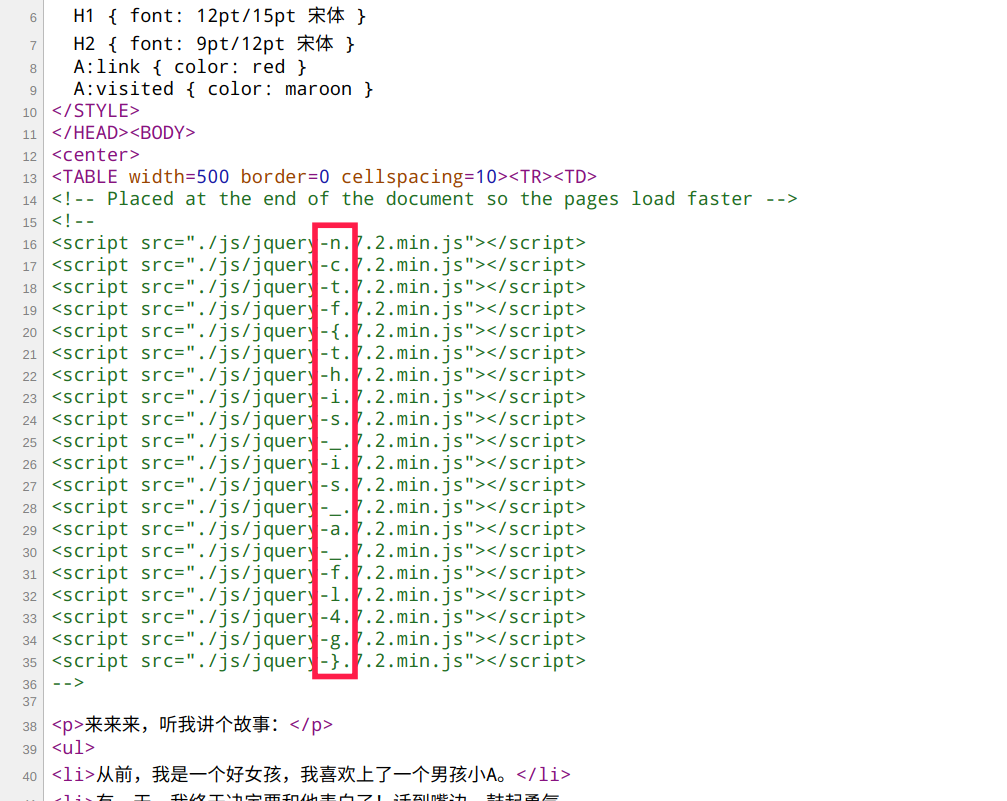 6 H1 { font: 12pt/15pt 宋体 }
7 H2 { font: 9pt/12pt 宋体 }
8 A:link { color: red }
9 A:visited { color: maroon }
10 </STYLE>
11 </HEAD><BODY>
12 <center>
13 <TABLE width=500 border=0 cellspacing=10><TR><TD>
14 <!-- Placed at the end of the document so the pages load faster -->
15 <!--
16 <script src="./js/jquery-n.7.2.min.js"></script>
17 <script src="./js/jquery-c.7.2.min.js"></script>
18 <script src="./js/jquery-t.7.2.min.js"></script>
19 <script src="./js/jquery-f.7.2.min.js"></script>
20 <script src="./js/jquery-{.7.2.min.js"></script>
21 <script src="./js/jquery-t.7.2.min.js"></script>
22 <script src="./js/jquery-h.7.2.min.js"></script>
23 <script src="./js/jquery-i.7.2.min.js"></script>
24 <script src="./js/jquery-s.7.2.min.js"></script>
25 <script src="./js/jquery-_.7.2.min.js"></script>
26 <script src="./js/jquery-i.7.2.min.js"></script>
27 <script src="./js/jquery-s.7.2.min.js"></script>
28 <script src="./js/jquery-_.7.2.min.js"></script>
29 <script src="./js/jquery-a.7.2.min.js"></script>
30 <script src="./js/jquery-_.7.2.min.js"></script>
31 <script src="./js/jquery-f.7.2.min.js"></script>
32 <script src="./js/jquery-l.7.2.min.js"></script>
33 <script src="./js/jquery-4.7.2.min.js"></script>
34 <script src="./js/jquery-g.7.2.min.js"></script>
35 <script src="./js/jquery-}.7.2.min.js"></script>
36 -->
37
38 <p>来来来，听我讲个故事：</p>
39 <ul>
40 <li>从前，我是一个好女孩，我喜欢上了一个男孩小A。</li>